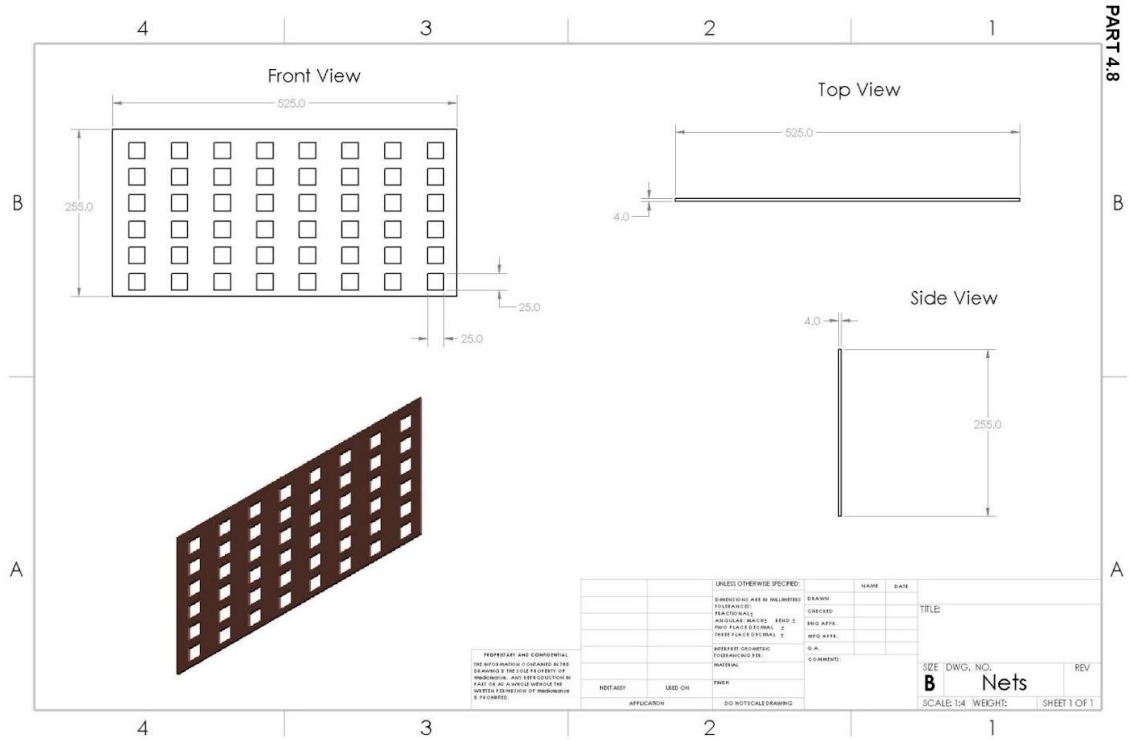 4 3 2 1
PART 4.8
Front View
525.0
255.0
25.0
25.0
Top View
525.0
4.0
Side View
4.0
255.0
B B
A A
PROPRIETARY AND CONFIDENTIAL
THE INFORMATION CONTAINED IN THIS
DRAWING IS THE SOLE PROPERTY OF
ANY REPRODUCTION IN
PART OR AS A WHOLE WITHOUT THE
WRITTEN PERMISSION OF
IS PROHIBITED.
NEXT ASSY USED ON
APPLICATION
UNLESS OTHERWISE SPECIFIED:
DIMENSIONS ARE IN MILLIMETERS
TOLERANCES:
FRACTIONAL±
ANGULAR: MACH± BEND ±
TWO PLACE DECIMAL ±
THREE PLACE DECIMAL ±
INTERPRET GEOMETRIC
TOLERANCING PER:
MATERIAL
FINISH
DO NOT SCALE DRAWING
NAME DATE
DRAWN
CHECKED
ENG APPR.
MFG APPR.
Q.A.
COMMENTS:
TITLE:
SIZE DWG. NO. REV
B Nets
SCALE: 1:4 WEIGHT: SHEET 1 OF 1
4 3 2 1